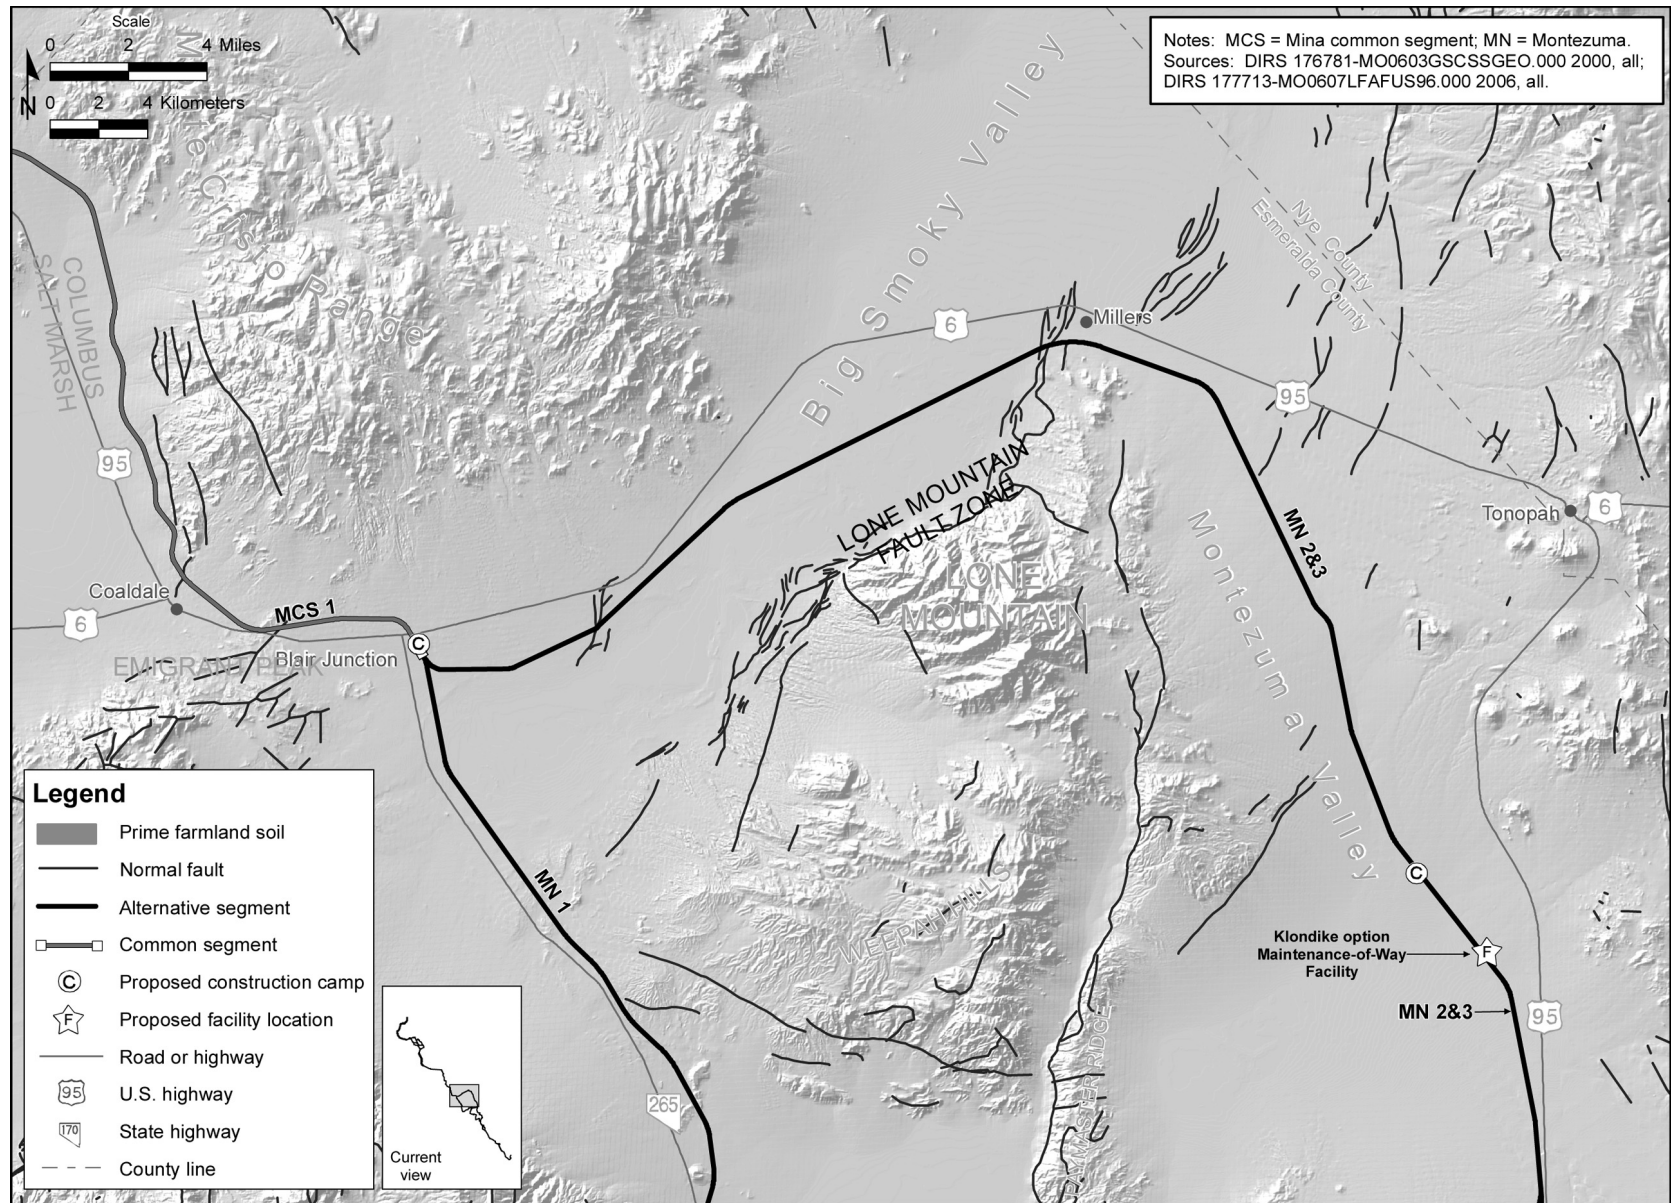 Scale
0 2 4 Miles
0 2 4 Kilometers
N
Notes: MCS = Mina common segment; MN = Montezuma.
Sources: DIRS 176781-MO0603GSCSSGEO.000 2000, all;
DIRS 177713-MO0607LFAFUS96.000 2006, all.
Monte Cristo Range
Big Smoky Valley
Nye County
Esmeralda County
COLUMBUS
SALT MARSH
6
Millers
95
95
LONE MOUNTAIN
FAULT ZONE
Tonopah
6
MN 2&3
Montezuma Valley
LONE
MOUNTAIN
Coaldale
6
MCS 1
C
Blair Junction
EMIGRANT PEAK
MN 1
WEEPAH HILLS
C
Klondike option
Maintenance-of-Way
Facility
F
MN 2&3
95
PAYMASTER RIDGE
265
Legend
Prime farmland soil
Normal fault
Alternative segment
Common segment
C Proposed construction camp
F Proposed facility location
Road or highway
95 U.S. highway
170 State highway
County line
Current
view